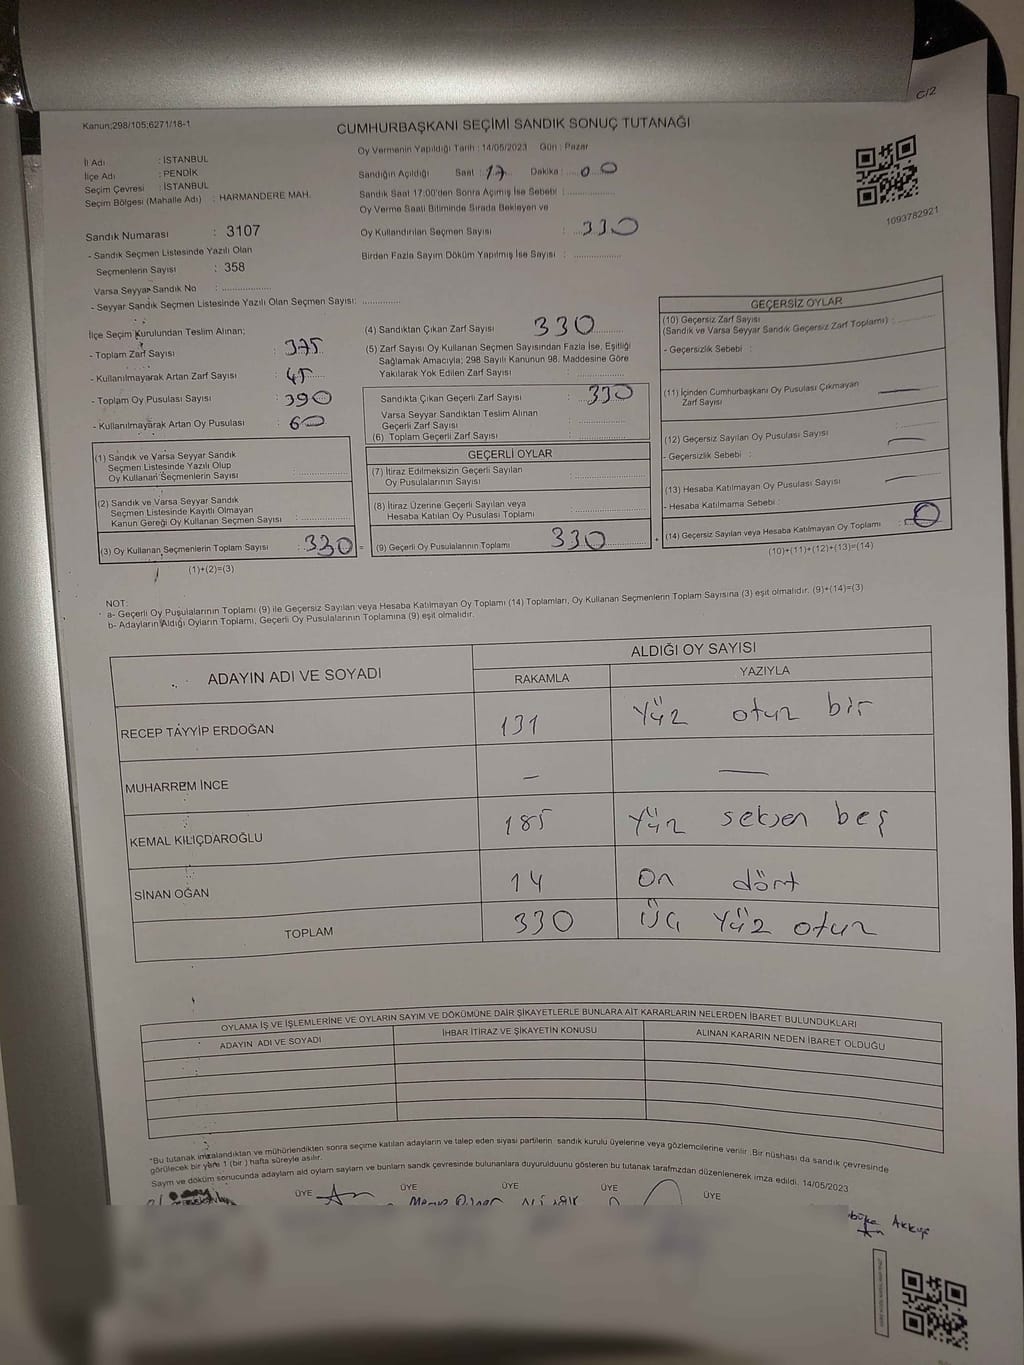 C/2
Kanun;298/105;6271/18-1
CUMHURBAŞKANI SEÇİMİ SANDIK SONUÇ TUTANAĞI
Oy Vermenin Yapıldığı Tarih : 14/05/2023 Gün : Pazar
İl Adı : İSTANBUL
İlçe Adı : PENDİK
Seçim Çevresi : İSTANBUL
Seçim Bölgesi (Mahalle Adı) : HARMANDERE MAH.
Sandığın Açıldığı Saat : 17 Dakika : 00
Sandık Saat 17:00'den Sonra Açılmış İse Sebebi :
Oy Verme Saati Bitiminde Sırada Bekleyen ve
Oy Kullandırılan Seçmen Sayısı : 330
Birden Fazla Sayım Döküm Yapılmış İse Sayısı :
1093782921
Sandık Numarası : 3107
- Sandık Seçmen Listesinde Yazılı Olan
Seçmenlerin Sayısı : 358
Varsa Seyyar Sandık No :
- Seyyar Sandık Seçmen Listesinde Yazılı Olan Seçmen Sayısı:
İlçe Seçim Kurulundan Teslim Alınan;
- Toplam Zarf Sayısı : 375
- Kullanılmayarak Artan Zarf Sayısı : 45
- Toplam Oy Pusulası Sayısı : 390
- Kullanılmayarak Artan Oy Pusulası : 60
(1) Sandık ve Varsa Seyyar Sandık
Seçmen Listesinde Yazılı Olup
Oy Kullanan Seçmenlerin Sayısı :
(2) Sandık ve Varsa Seyyar Sandık
Seçmen Listesinde Kayıtlı Olmayan
Kanun Gereği Oy Kullanan Seçmen Sayısı :
(3) Oy Kullanan Seçmenlerin Toplam Sayısı : 330 =
(1)+(2)=(3)
(4) Sandıktan Çıkan Zarf Sayısı : 330
(5) Zarf Sayısı Oy Kullanan Seçmen Sayısından Fazla İse, Eşitliği
Sağlamak Amacıyla; 298 Sayılı Kanunun 98. Maddesine Göre
Yakılarak Yok Edilen Zarf Sayısı :
Sandıkta Çıkan Geçerli Zarf Sayısı : 330
Varsa Seyyar Sandıktan Teslim Alınan
Geçerli Zarf Sayısı :
(6) Toplam Geçerli Zarf Sayısı :
GEÇERLİ OYLAR
(7) İtiraz Edilmeksizin Geçerli Sayılan
Oy Pusulalarının Sayısı :
(8) İtiraz Üzerine Geçerli Sayılan veya
Hesaba Katılan Oy Pusulası Toplamı :
(9) Geçerli Oy Pusulalarının Toplamı : 330 +
GEÇERSİZ OYLAR
(10) Geçersiz Zarf Sayısı
(Sandık ve Varsa Seyyar Sandık Geçersiz Zarf Toplamı) :
- Geçersizlik Sebebi :
(11) İçinden Cumhurbaşkanı Oy Pusulası Çıkmayan
Zarf Sayısı : —
(12) Geçersiz Sayılan Oy Pusulası Sayısı : —
- Geçersizlik Sebebi :
(13) Hesaba Katılmayan Oy Pusulası Sayısı : —
- Hesaba Katılmama Sebebi :
(14) Geçersiz Sayılan veya Hesaba Katılmayan Oy Toplamı : 0
(10)+(11)+(12)+(13)=(14)
NOT:
a- Geçerli Oy Pusulalarının Toplamı (9) ile Geçersiz Sayılan veya Hesaba Katılmayan Oy Toplamı (14) Toplamları, Oy Kullanan Seçmenlerin Toplam Sayısına (3) eşit olmalıdır. (9)+(14)=(3)
b- Adayların Aldığı Oyların Toplamı, Geçerli Oy Pusulalarının Toplamına (9) eşit olmalıdır.
ADAYIN ADI VE SOYADI ALDIĞI OY SAYISI
RAKAMLA YAZIYLA
RECEP TAYYİP ERDOĞAN 131 Yüz otuz bir
MUHARREM İNCE — —
KEMAL KILIÇDAROĞLU 185 Yüz seksen beş
SİNAN OĞAN 14 On dört
TOPLAM 330 Üç Yüz otuz
OYLAMA İŞ VE İŞLEMLERİNE VE OYLARIN SAYIM VE DÖKÜMÜNE DAİR ŞİKAYETLERLE BUNLARA AİT KARARLARIN NELERDEN İBARET BULUNDUKLARI
ADAYIN ADI VE SOYADI İHBAR İTİRAZ VE ŞİKAYETİN KONUSU ALINAN KARARIN NEDEN İBARET OLDUĞU
*Bu tutanak imzalandıktan ve mühürlendikten sonra seçime katılan adayların ve talep eden siyasi partilerin sandık kurulu üyelerine veya gözlemcilerine verilir. Bir nüshası da sandık çevresinde
görülecek bir yere 1 (bir ) hafta süreyle asılır.
Saym ve döküm sonucunda adaylarn ald oylarn saylarn ve bunlarn sandk çevresinde bulunanlara duyurulduunu gösteren bu tutanak tarafmzdan düzenlenerek imza edildi. 14/05/2023
ÜYE ÜYE ÜYE ÜYE ÜYE
Akkuş